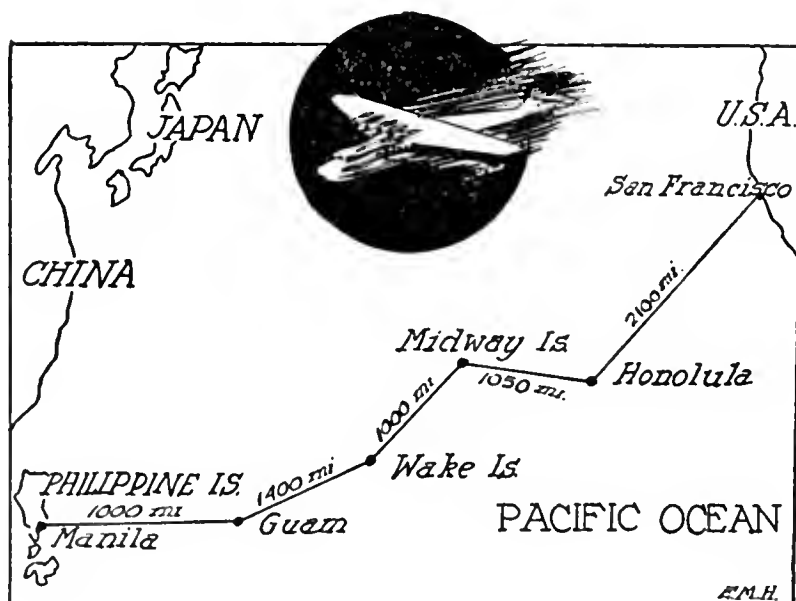 U.S.A.
JAPAN
San Francisco
CHINA
2100 mi.
Midway Is.
1050 mi.
Honolula
1000 mi
Wake Is.
1400 mi
PHILIPPINE IS.
1000 mi
Manila
Guam
PACIFIC OCEAN
E.M.H.